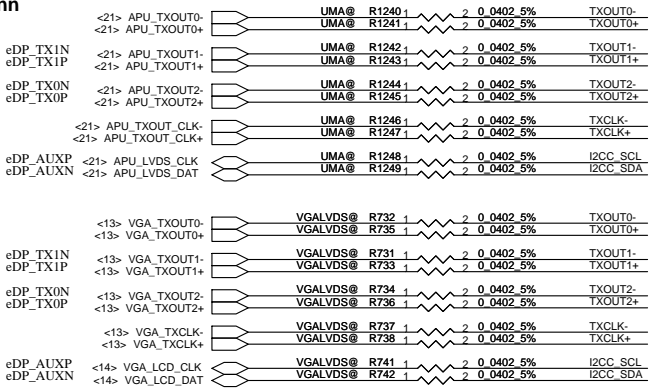 nn
<21> APU_TXOUT0- UMA@ R1240 1 2 0_0402_5% TXOUT0-
<21> APU_TXOUT0+ UMA@ R1241 1 2 0_0402_5% TXOUT0+
eDP_TX1N <21> APU_TXOUT1- UMA@ R1242 1 2 0_0402_5% TXOUT1-
eDP_TX1P <21> APU_TXOUT1+ UMA@ R1243 1 2 0_0402_5% TXOUT1+
eDP_TX0N <21> APU_TXOUT2- UMA@ R1244 1 2 0_0402_5% TXOUT2-
eDP_TX0P <21> APU_TXOUT2+ UMA@ R1245 1 2 0_0402_5% TXOUT2+
<21> APU_TXOUT_CLK- UMA@ R1246 1 2 0_0402_5% TXCLK-
<21> APU_TXOUT_CLK+ UMA@ R1247 1 2 0_0402_5% TXCLK+
eDP_AUXP <21> APU_LVDS_CLK UMA@ R1248 1 2 0_0402_5% I2CC_SCL
eDP_AUXN <21> APU_LVDS_DAT UMA@ R1249 1 2 0_0402_5% I2CC_SDA
<13> VGA_TXOUT0- VGALVDS@ R732 1 2 0_0402_5% TXOUT0-
<13> VGA_TXOUT0+ VGALVDS@ R735 1 2 0_0402_5% TXOUT0+
eDP_TX1N <13> VGA_TXOUT1- VGALVDS@ R731 1 2 0_0402_5% TXOUT1-
eDP_TX1P <13> VGA_TXOUT1+ VGALVDS@ R733 1 2 0_0402_5% TXOUT1+
eDP_TX0N <13> VGA_TXOUT2- VGALVDS@ R734 1 2 0_0402_5% TXOUT2-
eDP_TX0P <13> VGA_TXOUT2+ VGALVDS@ R736 1 2 0_0402_5% TXOUT2+
<13> VGA_TXCLK- VGALVDS@ R737 1 2 0_0402_5% TXCLK-
<13> VGA_TXCLK+ VGALVDS@ R738 1 2 0_0402_5% TXCLK+
eDP_AUXP <14> VGA_LCD_CLK VGALVDS@ R741 1 2 0_0402_5% I2CC_SCL
eDP_AUXN <14> VGA_LCD_DAT VGALVDS@ R742 1 2 0_0402_5% I2CC_SDA